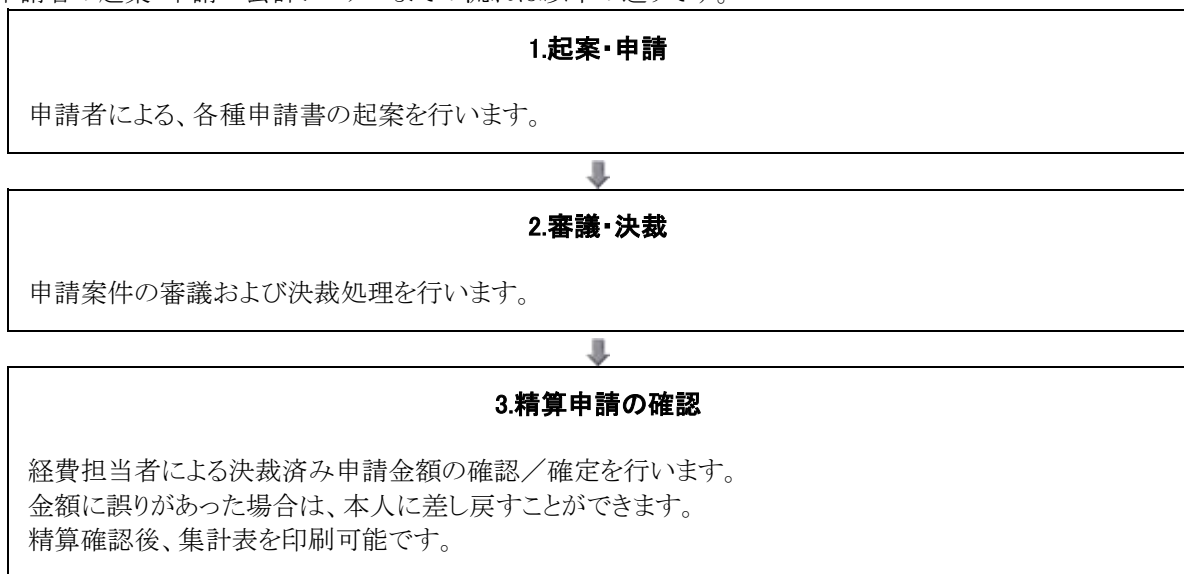 1.起案・申請
申請者による、各種申請書の起案を行います。
2.審議・決裁
申請案件の審議および決裁処理を行います。
3.精算申請の確認
経費担当者による決裁済み申請金額の確認／確定を行います。
金額に誤りがあった場合は、本人に差し戻すことができます。
精算確認後、集計表を印刷可能です。